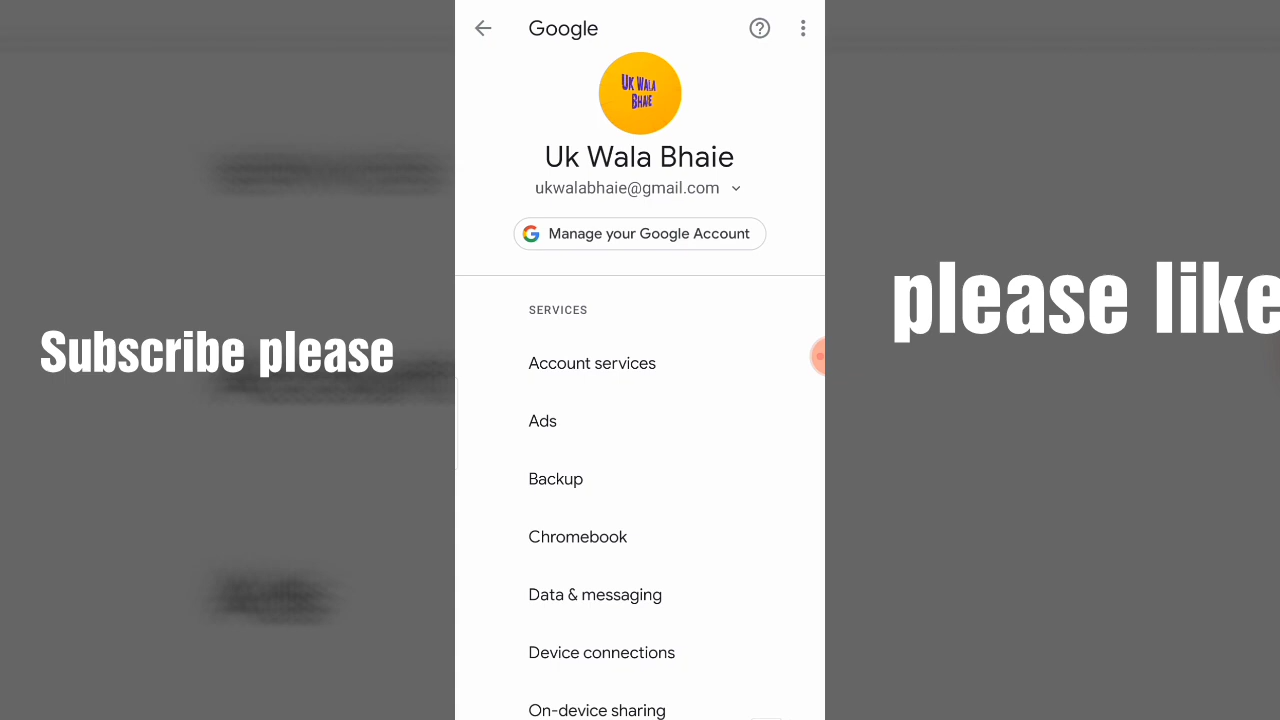 Google
UK WALA
BHAIE
Uk Wala Bhaie
ukwalabhaie@gmail.com
Manage your Google Account
SERVICES
Account services
Ads
Backup
Chromebook
Data & messaging
Device connections
On-device sharing
Subscribe please
please like